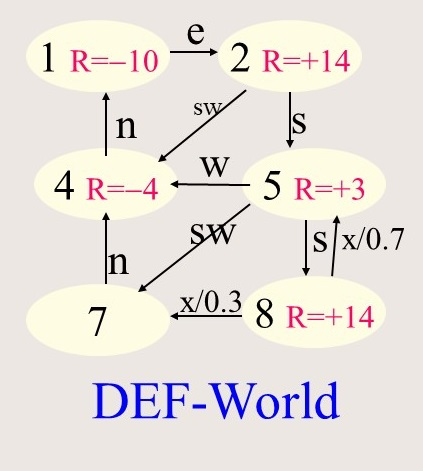 e
1 R=–10 2 R=+14
sw
n s
w
4 R=–4 5 R=+3
sw
n s x/0.7
x/0.3
7 8 R=+14
DEF-World